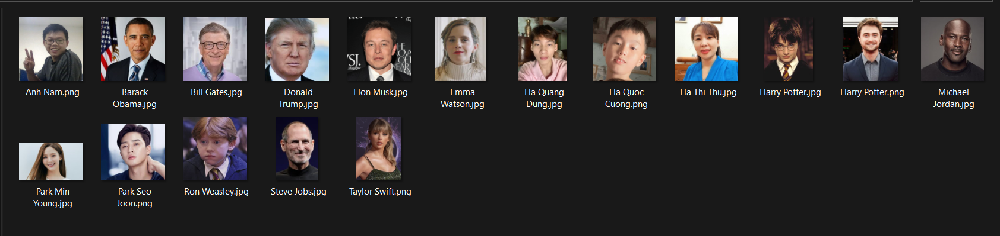 WSJ.
THE
Anh Nam.png
Barack
Obama.jpg
Bill Gates.jpg
Donald
Trump.jpg
Elon Musk.jpg
Emma
Watson.jpg
Ha Quang
Dung.jpg
Ha Quoc
Cuong.png
Ha Thi Thu.jpg
Harry Potter.jpg
Harry Potter.png
Michael
Jordan.jpg
Park Min
Young.jpg
Park Seo
Joon.png
Ron Weasley.jpg
Steve Jobs.jpg
Taylor Swift.png